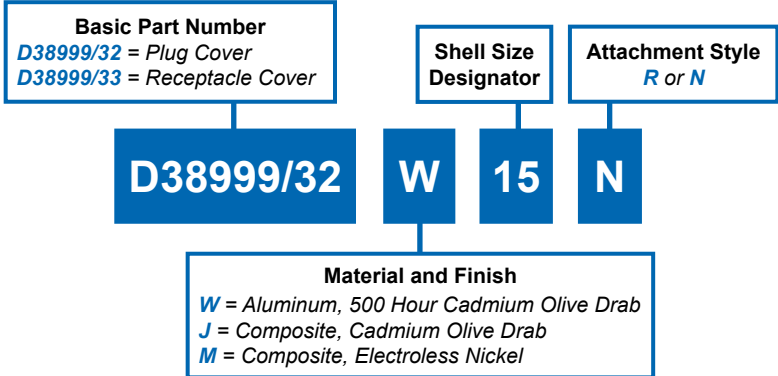 Basic Part Number
D38999/32 = Plug Cover
D38999/33 = Receptacle Cover
Shell Size
Designator
Attachment Style
R or N
D38999/32
W
15
N
Material and Finish
W = Aluminum, 500 Hour Cadmium Olive Drab
J = Composite, Cadmium Olive Drab
M = Composite, Electroless Nickel